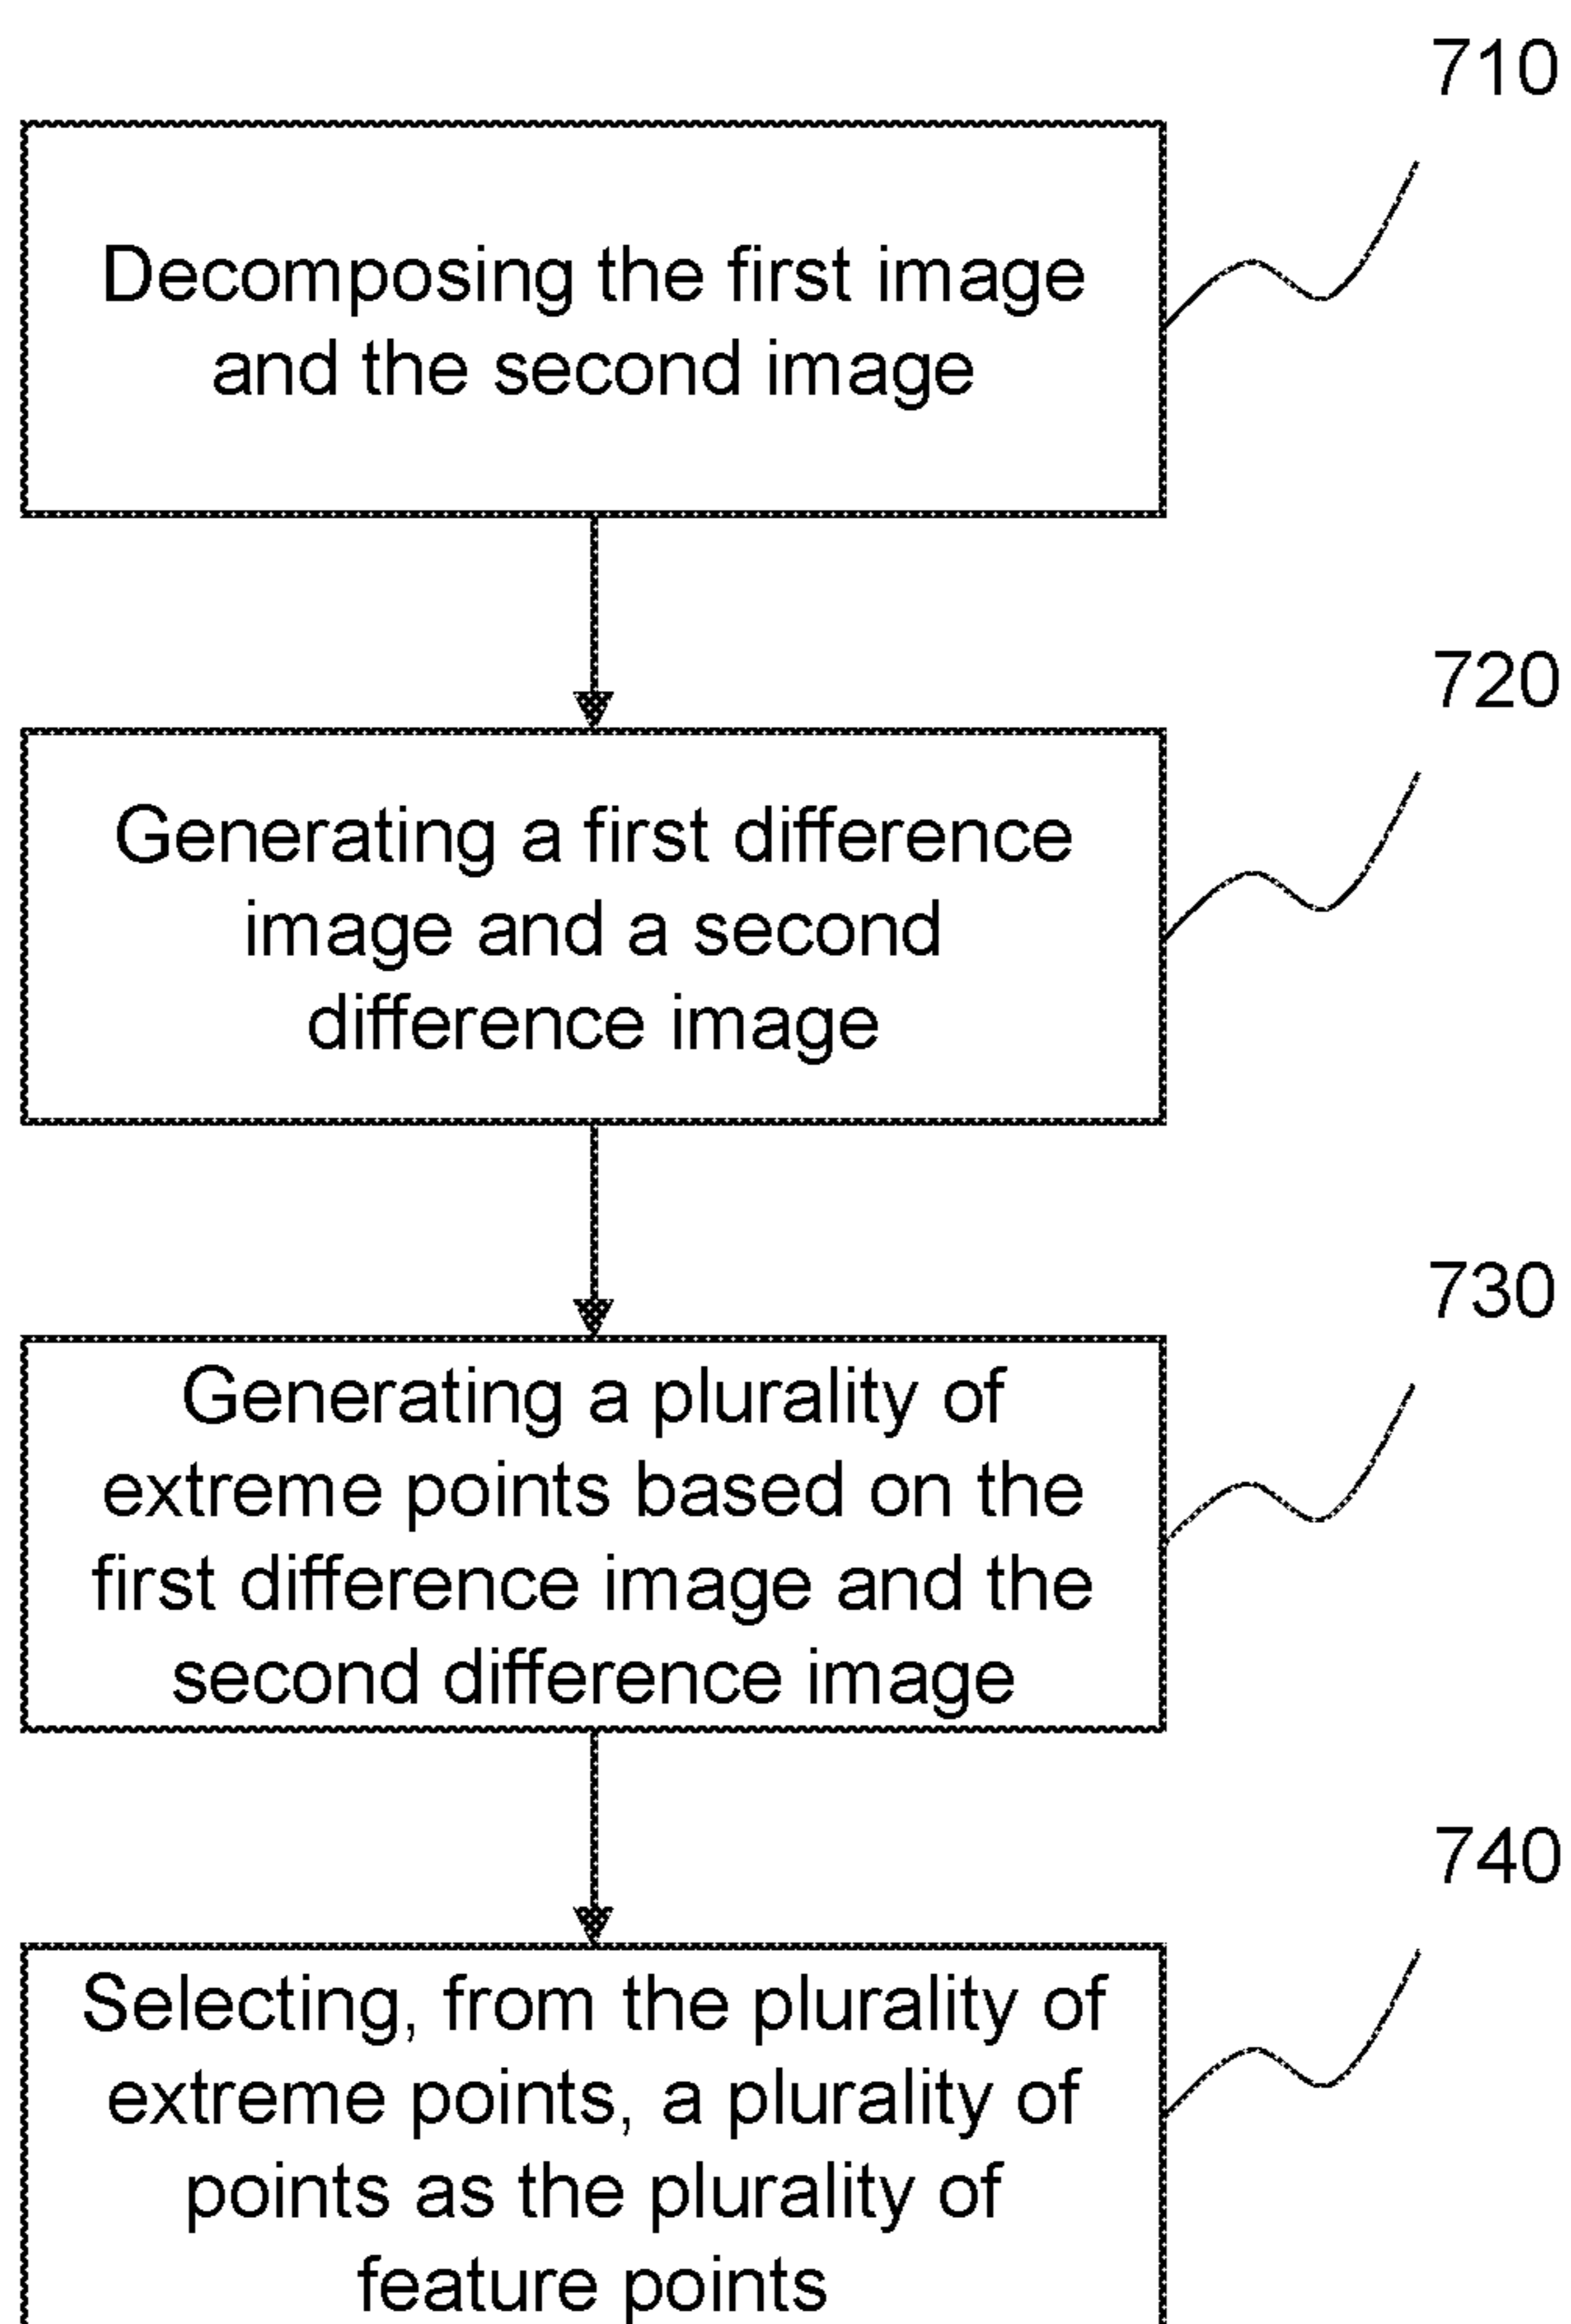 710
Decomposing the first image
and the second image
720
Generating a first difference
image and a second
difference image
730
Generating a plurality of
extreme points based on the
first difference image and the
second difference image
740
Selecting, from the plurality of
extreme points, a plurality of
points as the plurality of
feature points